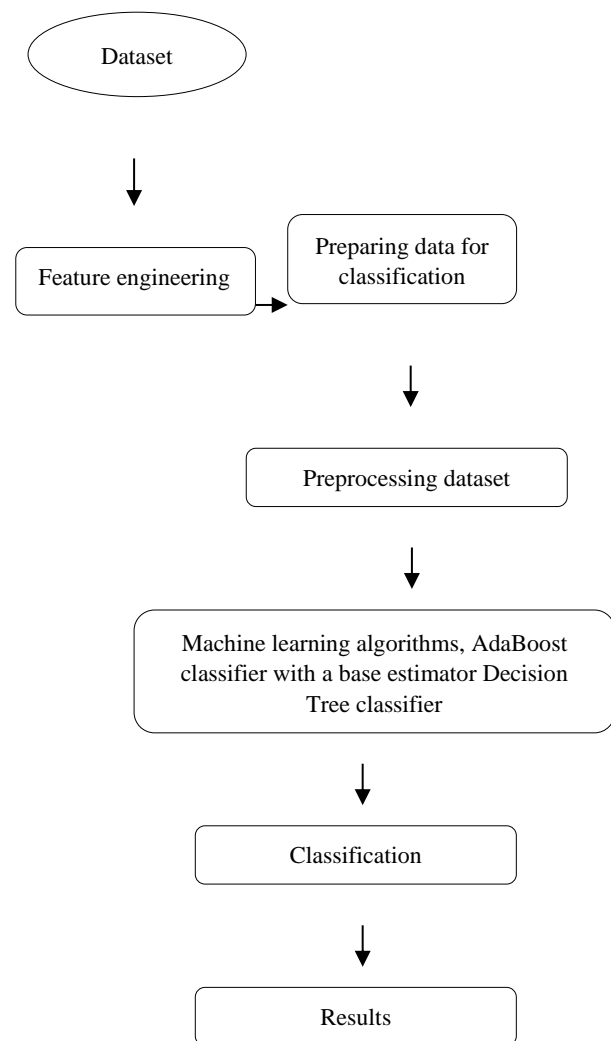 Dataset
Feature engineering
Preparing data for
classification
Preprocessing dataset
Machine learning algorithms, AdaBoost
classifier with a base estimator Decision
Tree classifier
Classification
Results